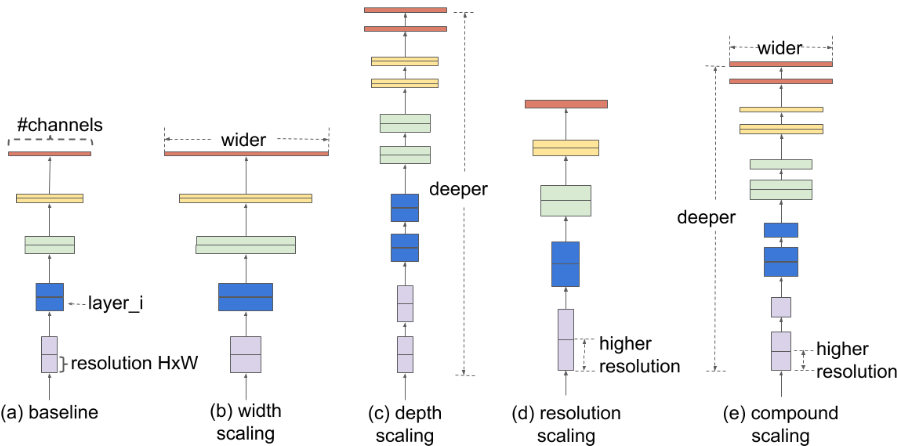 #channels
layer_i
resolution HxW
(a) baseline
wider
(b) width
scaling
deeper
(c) depth
scaling
higher
resolution
(d) resolution
scaling
wider
deeper
higher
resolution
(e) compound
scaling